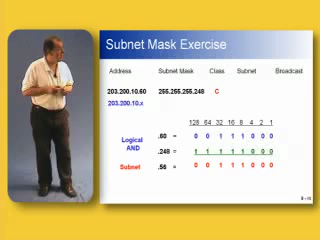 Subnet Mask Exercise
Address Subnet Mask Class Subnet Broadcast
203.200.10.60 255.255.255.248 C
203.200.10.x
128 64 32 16 8 4 2 1
Logical AND
.60 = 0 0 1 1 1 0 0 0
.248 = 1 1 1 1 1 0 0 0
Subnet .56 = 0 0 1 1 1 0 0 0